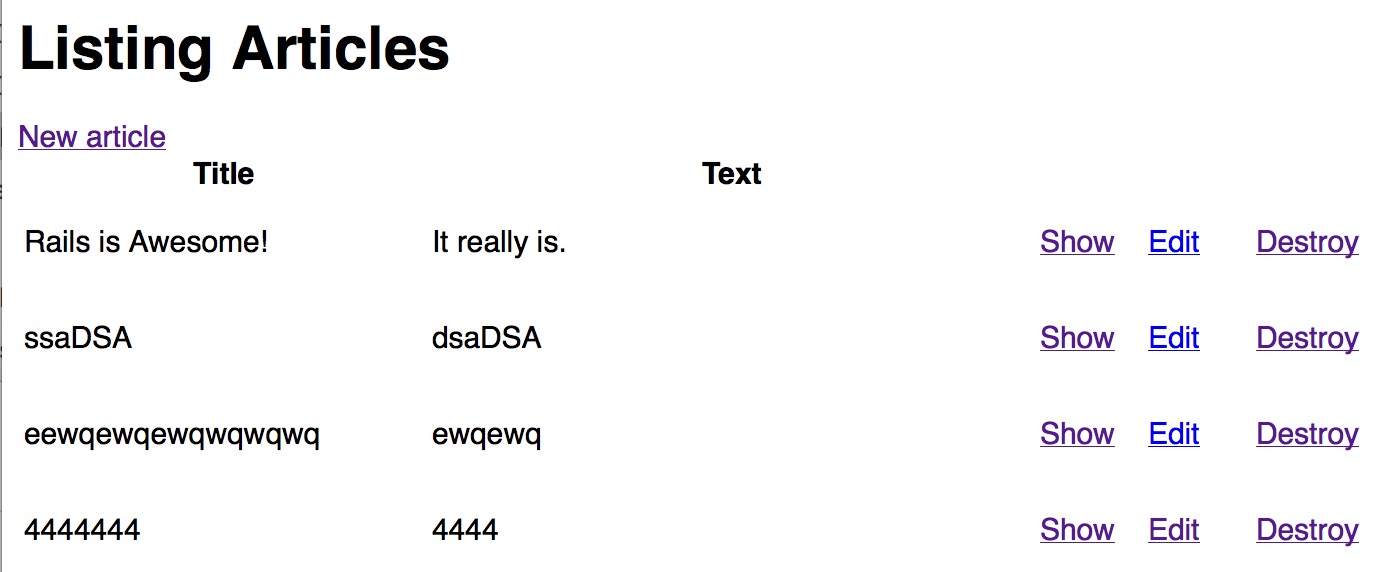 Listing Articles
New article
Title Text
Rails is Awesome! It really is. Show Edit Destroy
ssaDSA dsaDSA Show Edit Destroy
eewqewqewqwqwqwq ewqewq Show Edit Destroy
4444444 4444 Show Edit Destroy